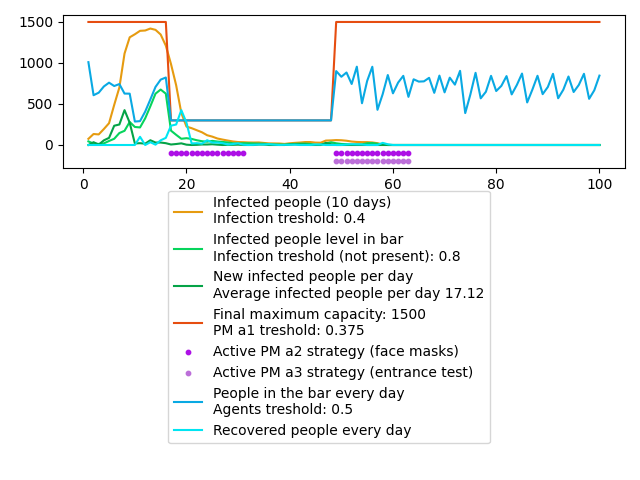 1500
1000
500
0
0 20 40 60 80 100
Infected people (10 days)
Infection treshold: 0.4
Infected people level in bar
Infection treshold (not present): 0.8
New infected people per day
Average infected people per day 17.12
Final maximum capacity: 1500
PM a1 treshold: 0.375
Active PM a2 strategy (face masks)
Active PM a3 strategy (entrance test)
People in the bar every day
Agents treshold: 0.5
Recovered people every day